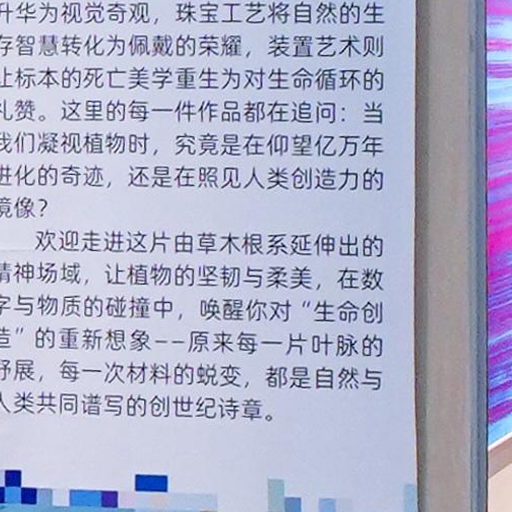 升华为视觉奇观，珠宝工艺将自然的生
存智慧转化为佩戴的荣耀，装置艺术则
让标本的死亡美学重生为对生命循环的
礼赞。这里的每一件作品都在追问：当
我们凝视植物时，究竟是在仰望亿万年
进化的奇迹，还是在照见人类创造力的
镜像？
欢迎走进这片由草木根系延伸出的
精神场域，让植物的坚韧与柔美，在数
字与物质的碰撞中，唤醒你对“生命创
造”的重新想象——原来每一片叶脉的
舒展，每一次材料的蜕变，都是自然与
人类共同谱写的创世纪诗章。